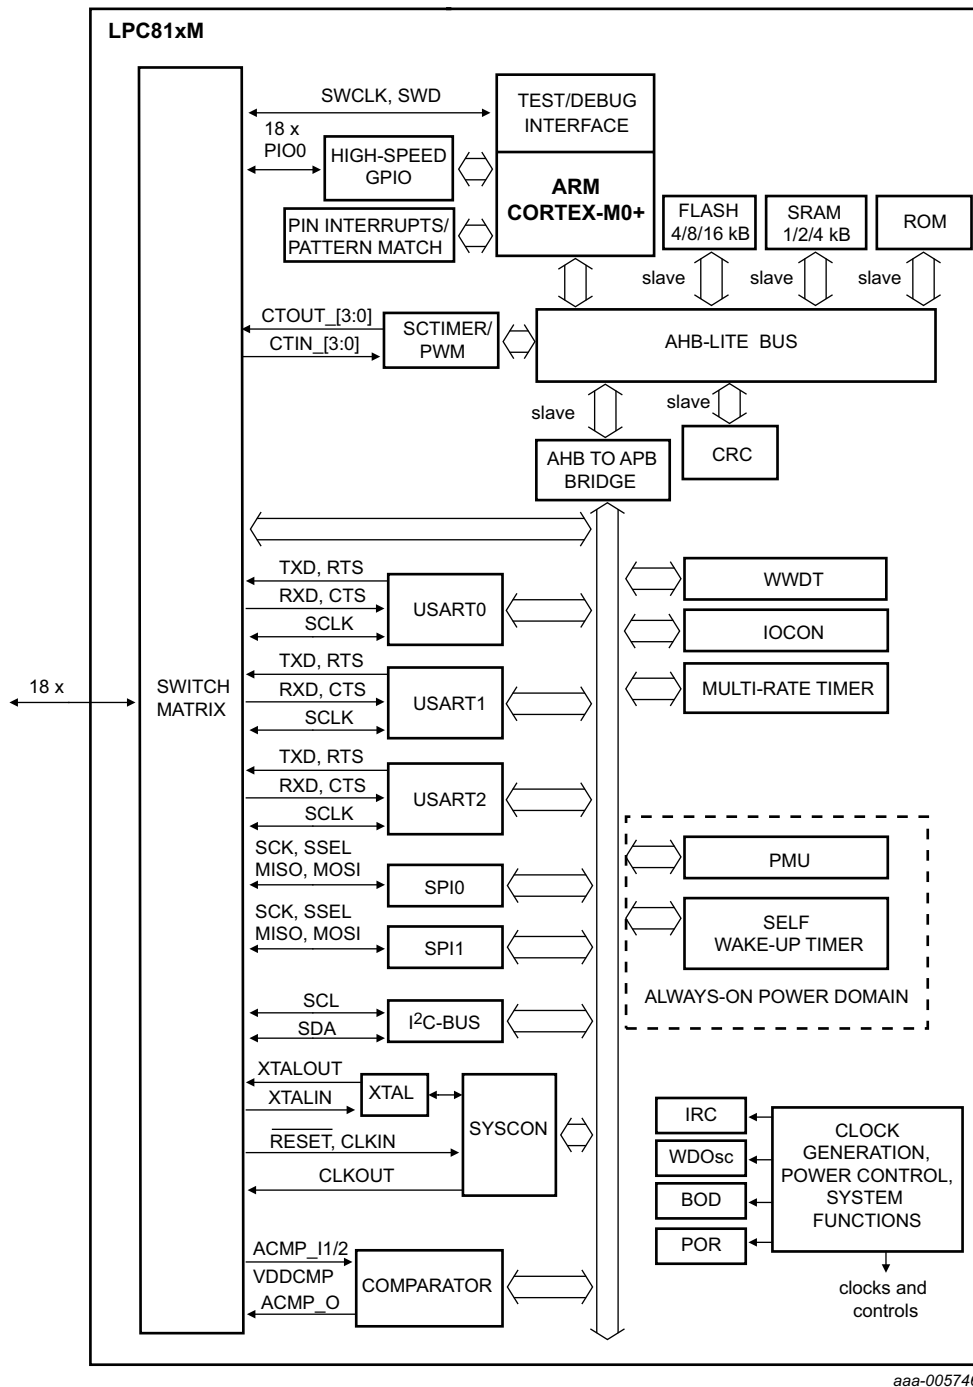 LPC81xM
SWCLK, SWD
TEST/DEBUG
INTERFACE
18 x
PIO0
HIGH-SPEED
GPIO
ARM
CORTEX-M0+
PIN INTERRUPTS/
PATTERN MATCH
FLASH
4/8/16 kB
SRAM
1/2/4 kB
ROM
slave
slave
slave
CTOUT_[3:0]
CTIN_[3:0]
SCTIMER/
PWM
AHB-LITE BUS
slave
slave
AHB TO APB
BRIDGE
CRC
TXD, RTS
RXD, CTS
SCLK
USART0
WWDT
IOCON
TXD, RTS
RXD, CTS
SCLK
USART1
MULTI-RATE TIMER
18 x
SWITCH
MATRIX
TXD, RTS
RXD, CTS
SCLK
USART2
SCK, SSEL
MISO, MOSI
SPI0
PMU
SCK, SSEL
MISO, MOSI
SPI1
SELF
WAKE-UP TIMER
ALWAYS-ON POWER DOMAIN
SCL
SDA
I2C-BUS
XTALOUT
XTALIN
XTAL
RESET, CLKIN
CLKOUT
SYSCON
IRC
WDOsc
BOD
POR
CLOCK
GENERATION,
POWER CONTROL,
SYSTEM
FUNCTIONS
clocks and
controls
ACMP_I1/2
VDDCMP
ACMP_O
COMPARATOR